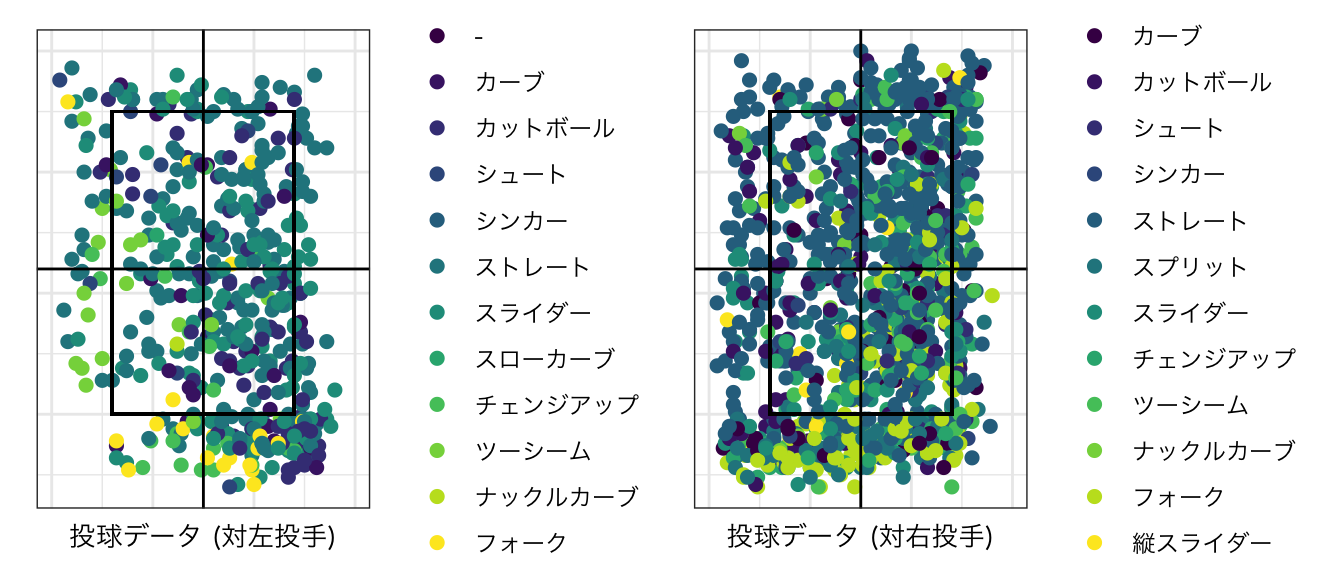 -
カーブ
カットボール
シュート
シンカー
ストレート
スライダー
スローカーブ
チェンジアップ
ツーシーム
ナックルカーブ
フォーク
投球データ (対左投手)
カーブ
カットボール
シュート
シンカー
ストレート
スプリット
スライダー
チェンジアップ
ツーシーム
ナックルカーブ
フォーク
縦スライダー
投球データ (対右投手)